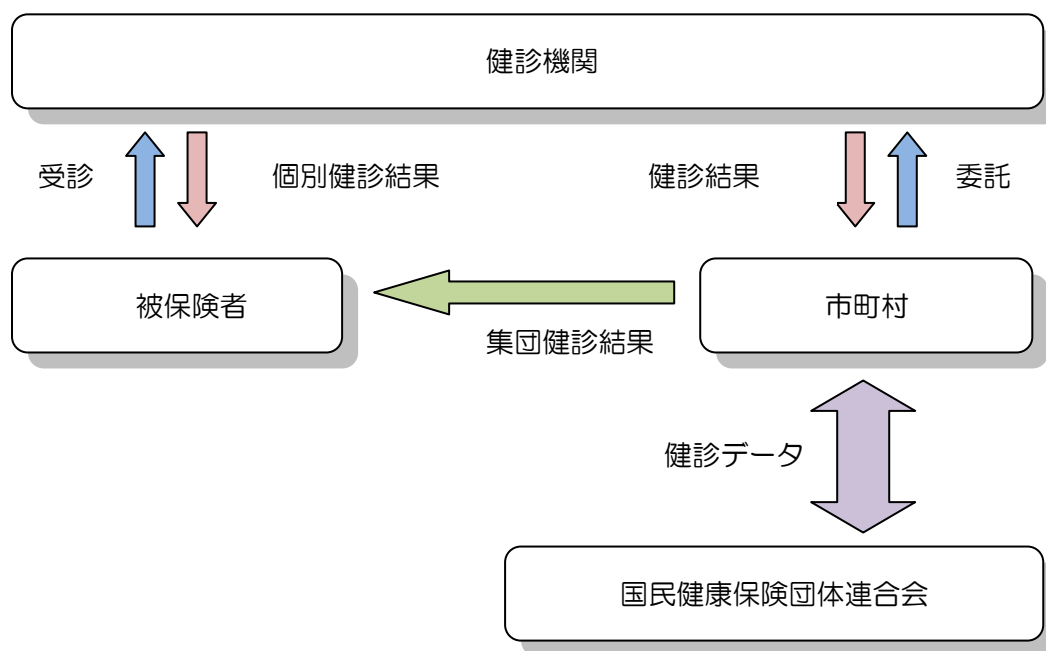 健診機関
受診
個別健診結果
健診結果
委託
被保険者
市町村
集団健診結果
健診データ
国民健康保険団体連合会